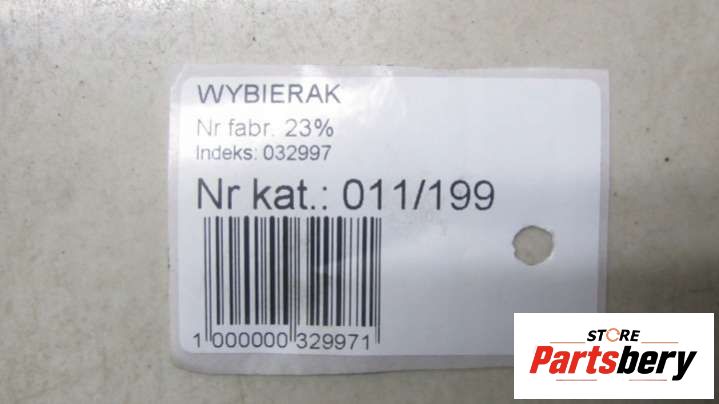 WYBIERAK
Nr fabr. 23%
Indeks: 032997
Nr kat.: 011/199
1 000000 329971
STORE
Partsbery